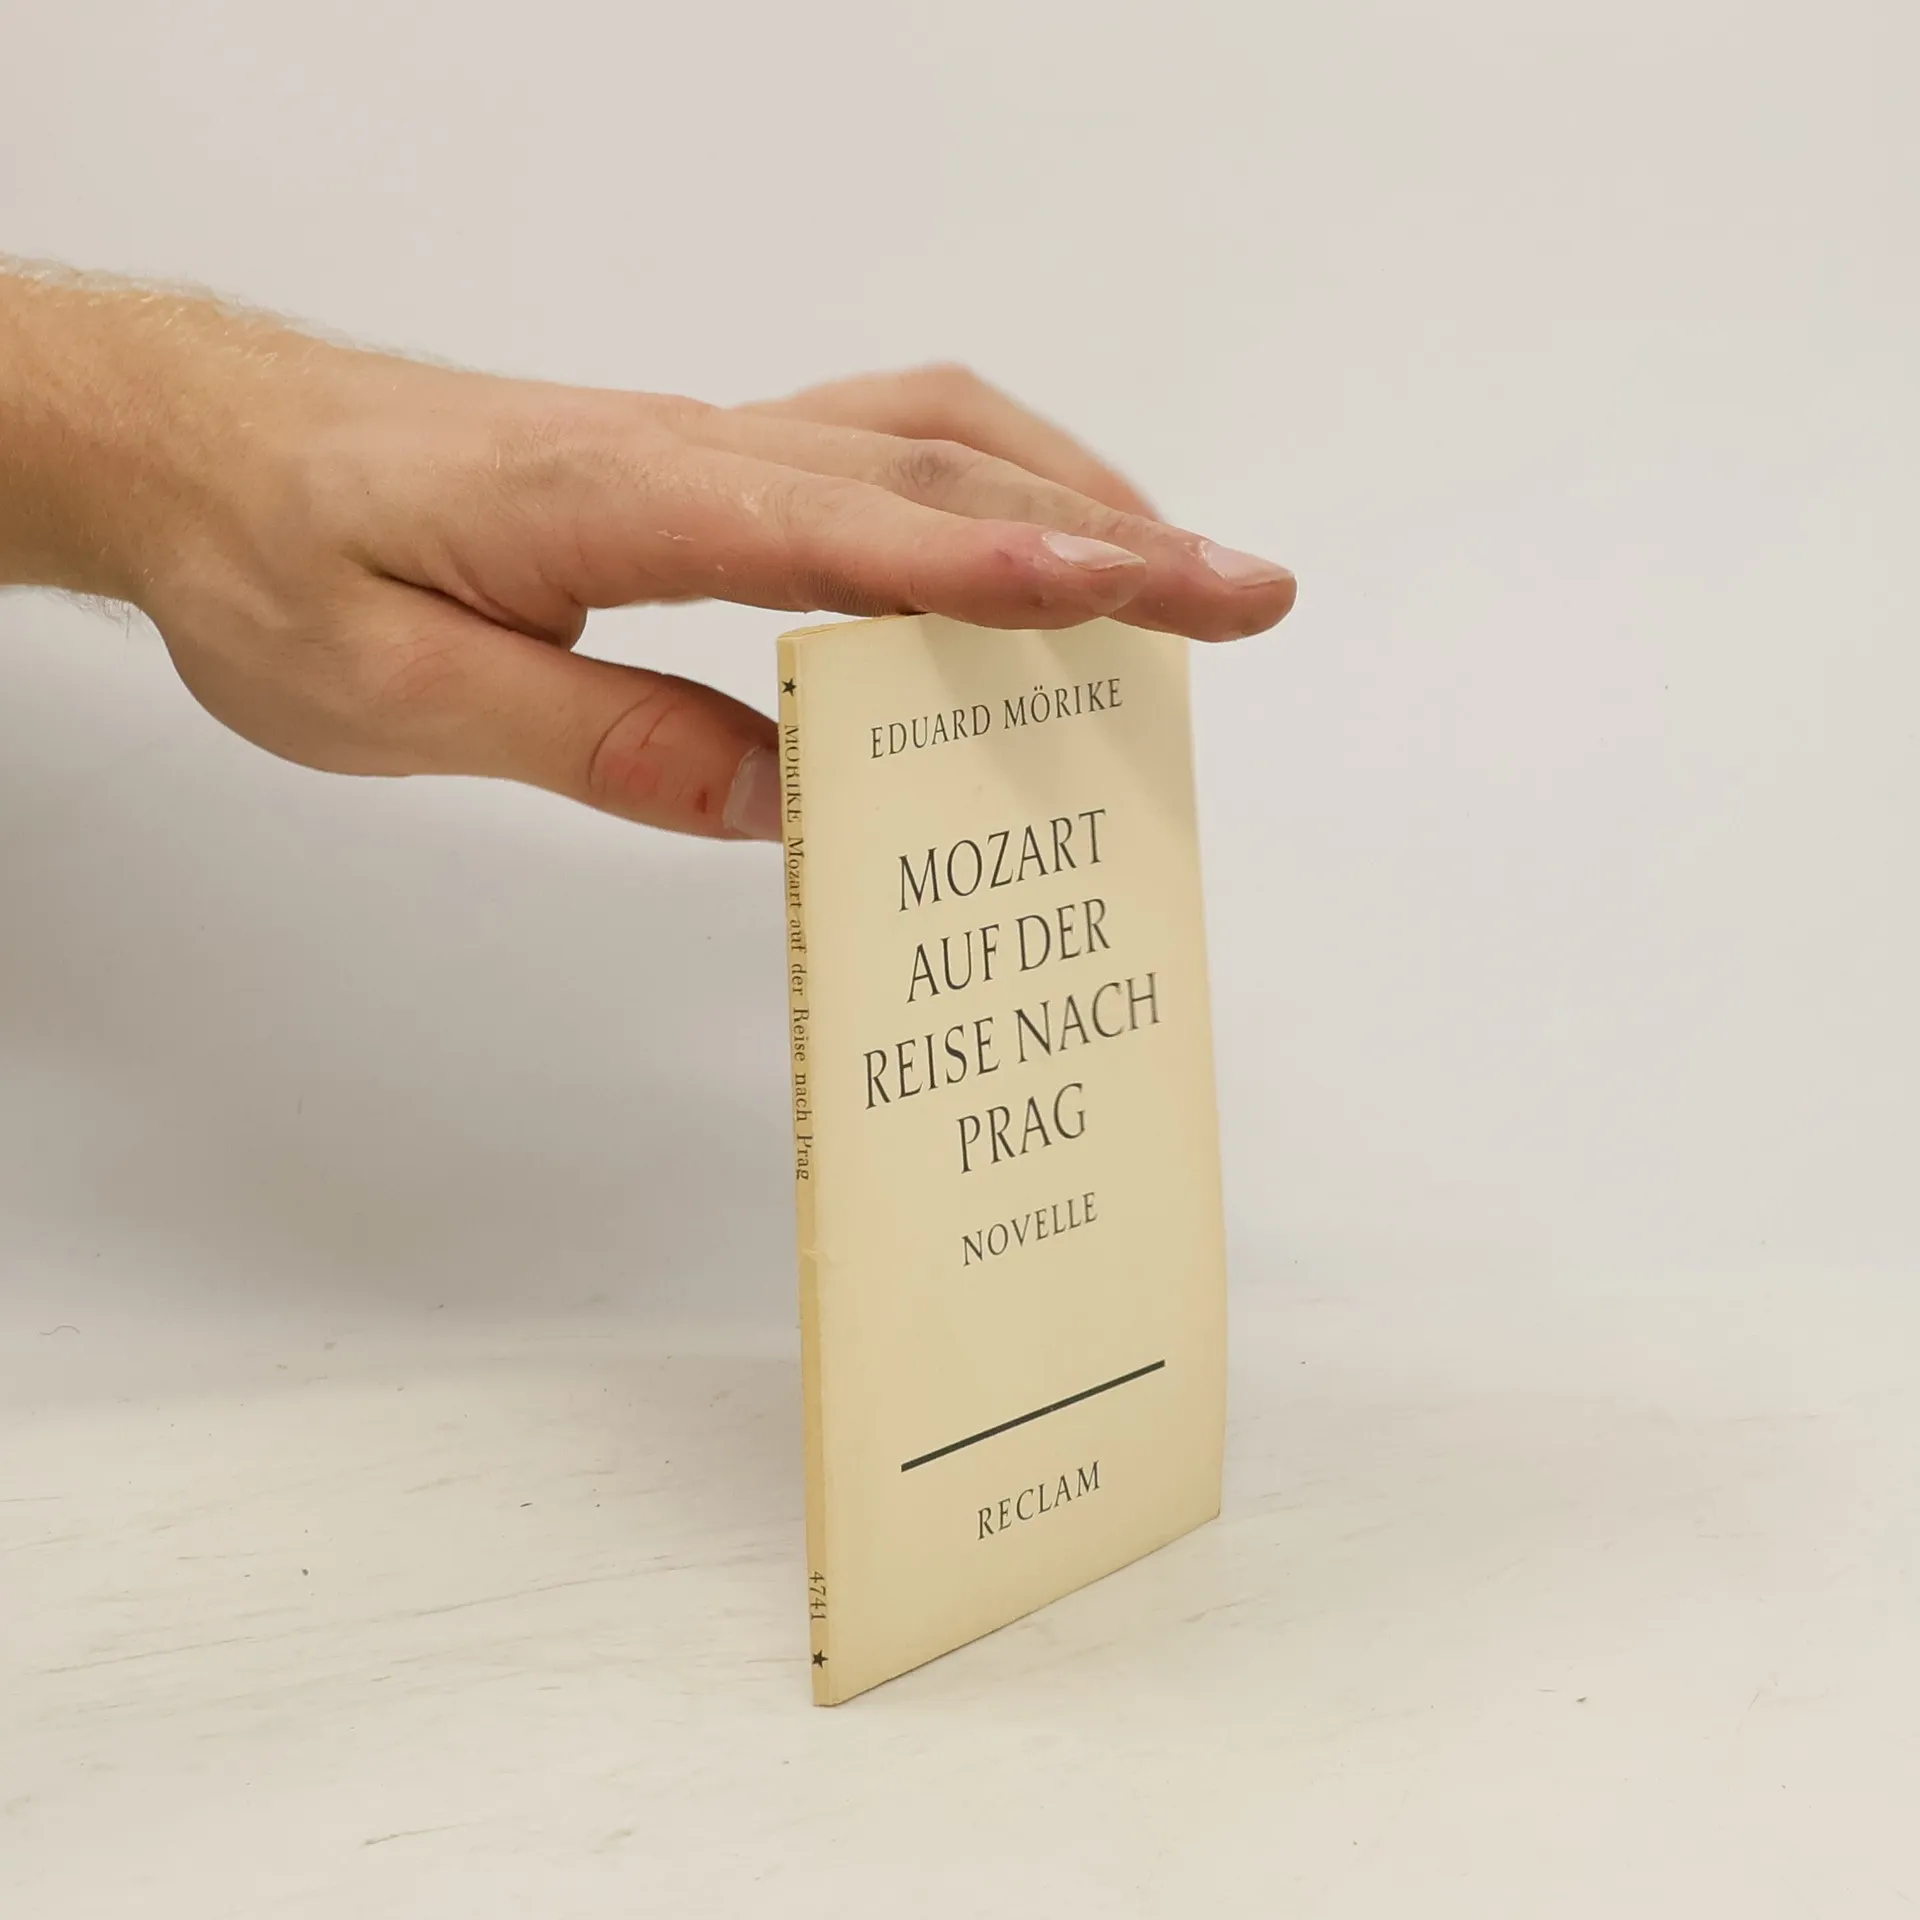 EDUARD MÖRIKE
MOZART
AUF DER
REISE NACH
PRAG
NOVELLE
RECLAM
★ MÖRIKE Mozart auf der Reise nach Prag 4741 ★